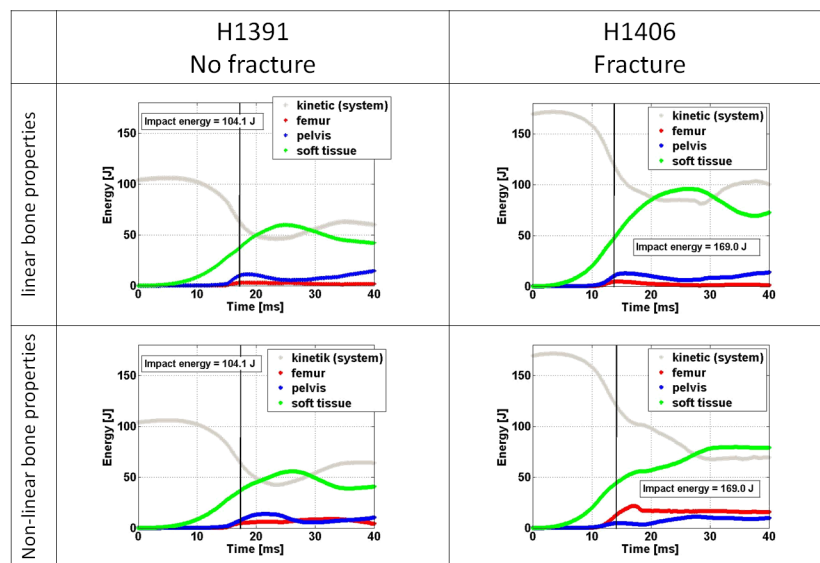 H1391
No fracture
H1406
Fracture
linear bone properties
Energy [J]
150
100
50
0
Impact energy = 104.1 J
kinetic (system)
femur
pelvis
soft tissue
0 10 20 30 40
Time [ms]
Energy [J]
150
100
50
0
kinetic (system)
femur
pelvis
soft tissue
Impact energy = 169.0 J
0 10 20 30 40
Time [ms]
Non-linear bone properties
Energy [J]
150
100
50
0
Impact energy = 104.1 J
kinetik (system)
femur
pelvis
soft tissue
0 10 20 30 40
Time [ms]
Energy [J]
150
100
50
0
kinetic (system)
femur
pelvis
soft tissue
Impact energy = 169.0 J
0 10 20 30 40
Time [ms]